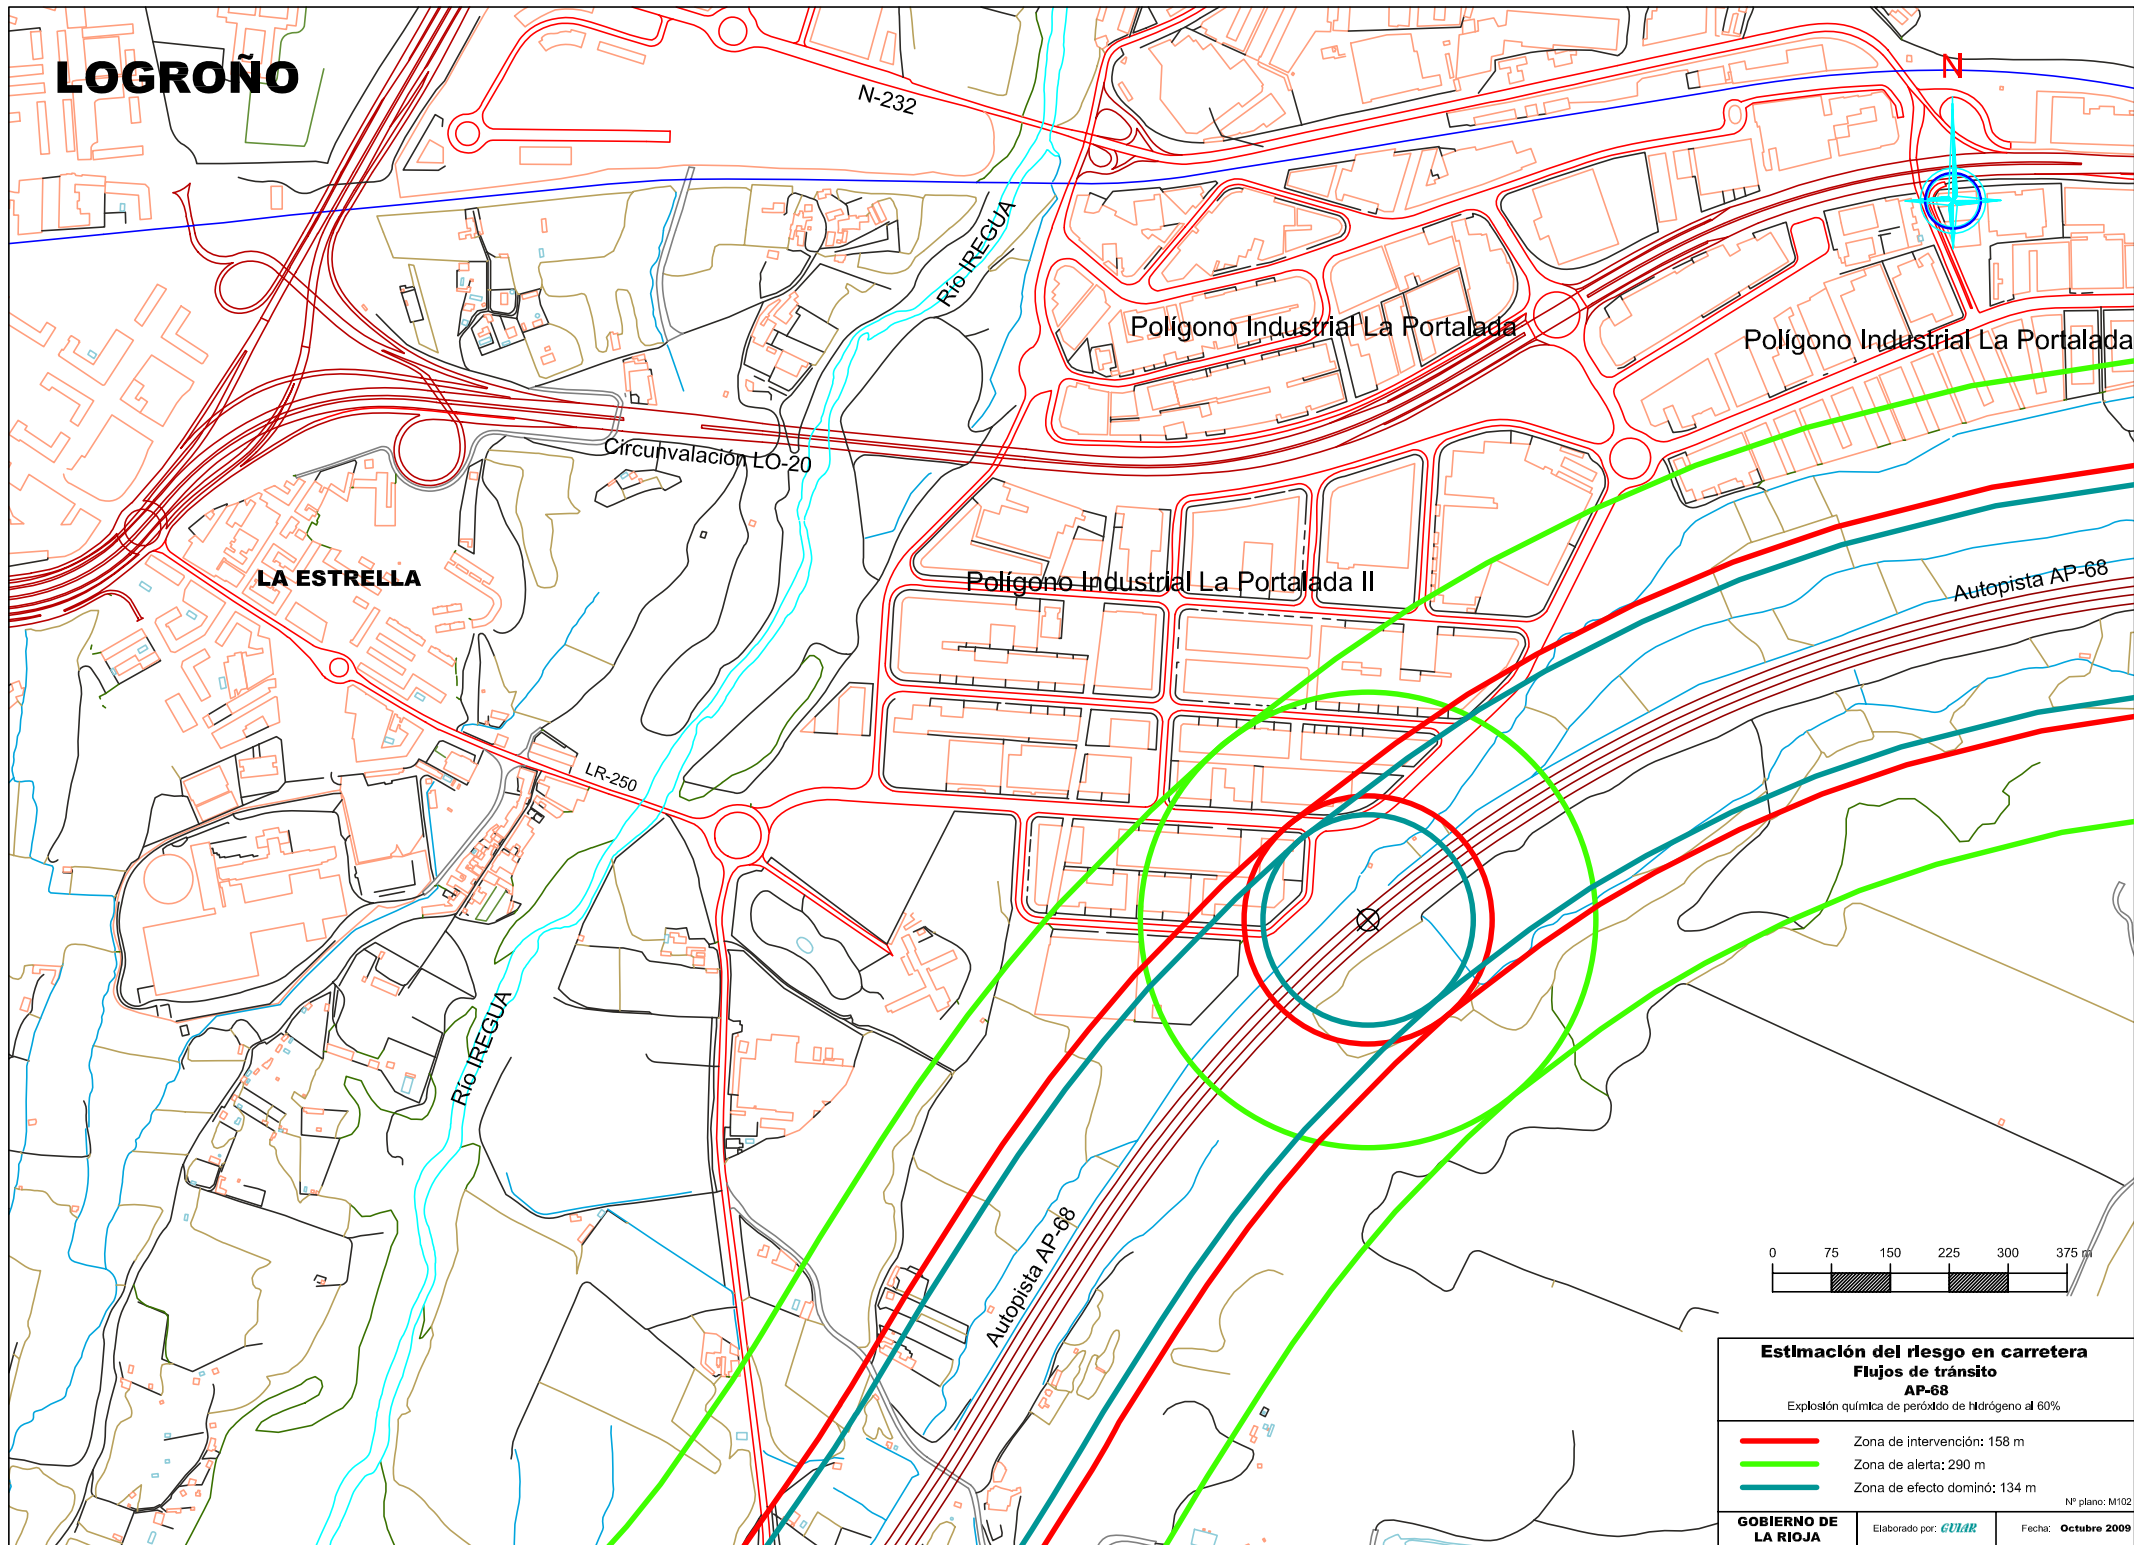 LOGROÑO
N
N-232
Río IREGUA
Polígono Industrial La Portalada
Polígono Industrial La Portalada
Circunvalación LO-20
LA ESTRELLA
Polígono Industrial La Portalada II
Autopista AP-68
LR-250
Río IREGUA
Autopista AP-68
0 75 150 225 300 375 m
Estimación del riesgo en carretera
Flujos de tránsito
AP-68
Explosión química de peróxido de hidrógeno al 60%
Zona de intervención: 158 m
Zona de alerta: 290 m
Zona de efecto dominó: 134 m
Nº plano: M102
GOBIERNO DE
LA RIOJA
Elaborado por: GUIAR
Fecha: Octubre 2009